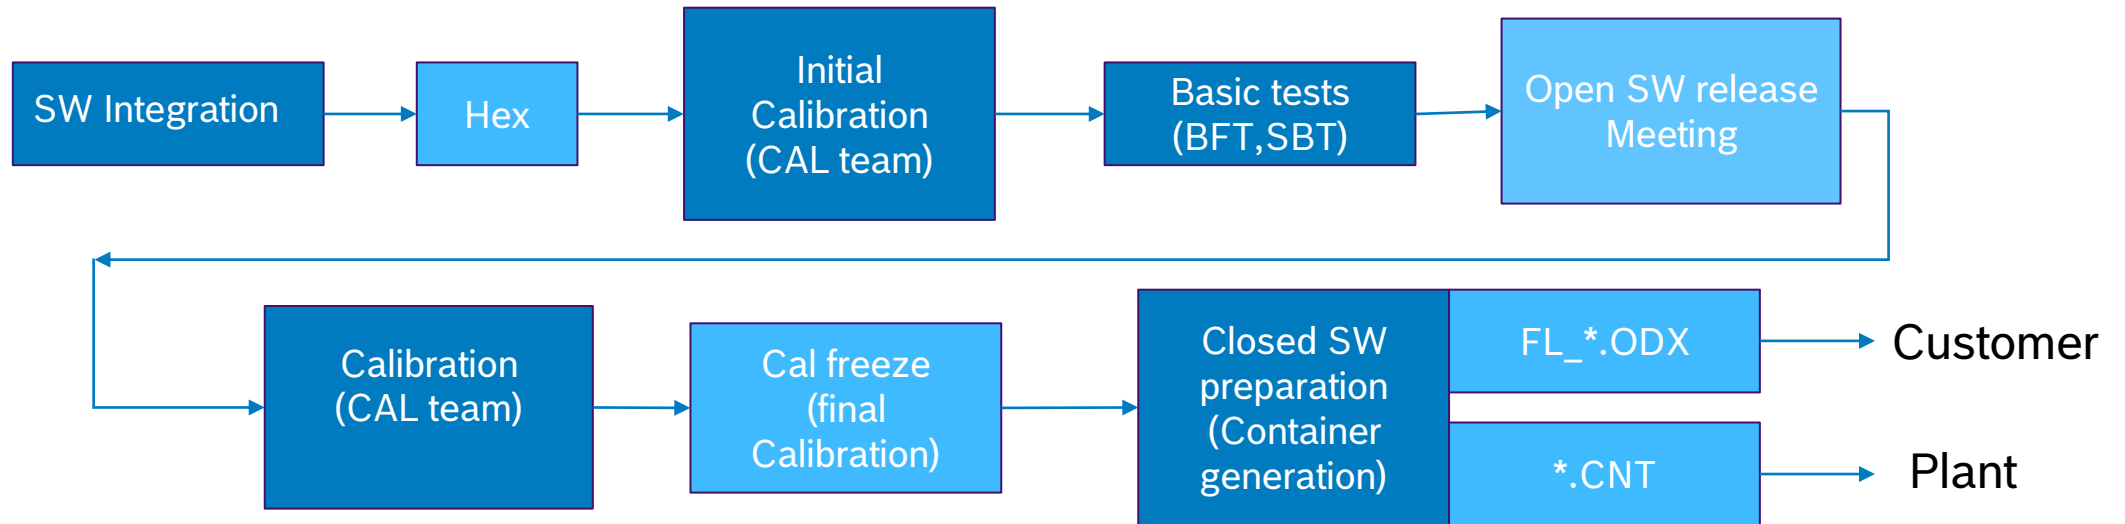 SW Integration
Hex
Initial
Calibration
(CAL team)
Basic tests
(BFT,SBT)
Open SW release
Meeting
Calibration
(CAL team)
Cal freeze
(final
Calibration)
Closed SW
preparation
(Container
generation)
FL_*.ODX
Customer
*.CNT
Plant